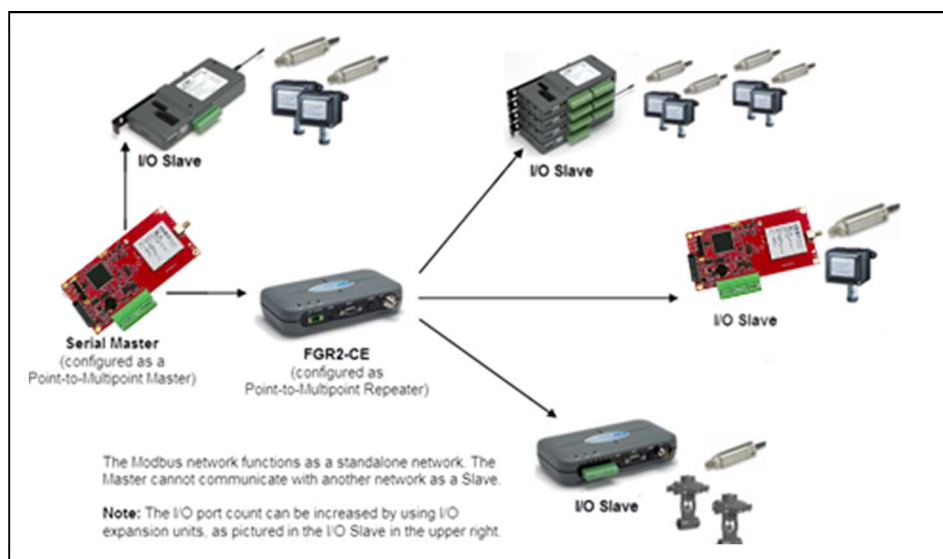 I/O Slave
I/O Slave
I/O Slave
Serial Master
(configured as a
Point-to-Multipoint Master)
FGR2-CE
(configured as
Point-to-Multipoint Repeater)
I/O Slave
The Modbus network functions as a standalone network. The
Master cannot communicate with another network as a Slave.
Note: The I/O port count can be increased by using I/O
expansion units, as pictured in the I/O Slave in the upper right.